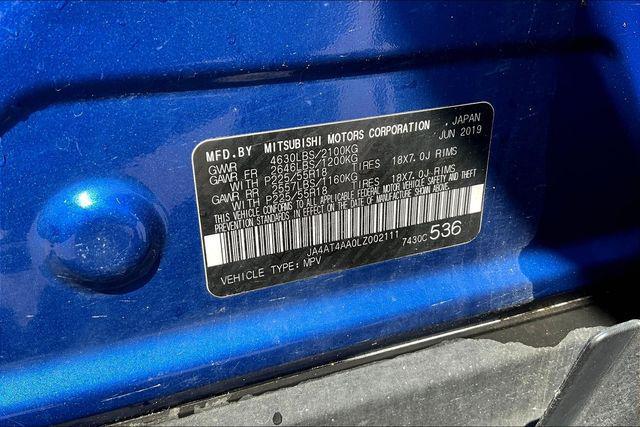 MFD.BY MITSUBISHI MOTORS CORPORATION , JAPAN
JUN 2019
GVWR 4630LBS/2100KG
GAWR FR 2646LBS/1200KG
WITH P225/55R18 TIRES 18X7.0J RIMS
GAWR RR 2557LBS/1160KG
WITH P225/55R18 TIRES 18X7.0J RIMS
THIS VEHICLE CONFORMS TO ALL APPLICABLE FEDERAL MOTOR VEHICLE SAFETY AND THEFT
PREVENTION STANDARDS IN EFFECT ON THE DATE OF MANUFACTURE SHOWN ABOVE.
JA4AT4AA0LZ002111 7430C 536
VEHICLE TYPE: MPV